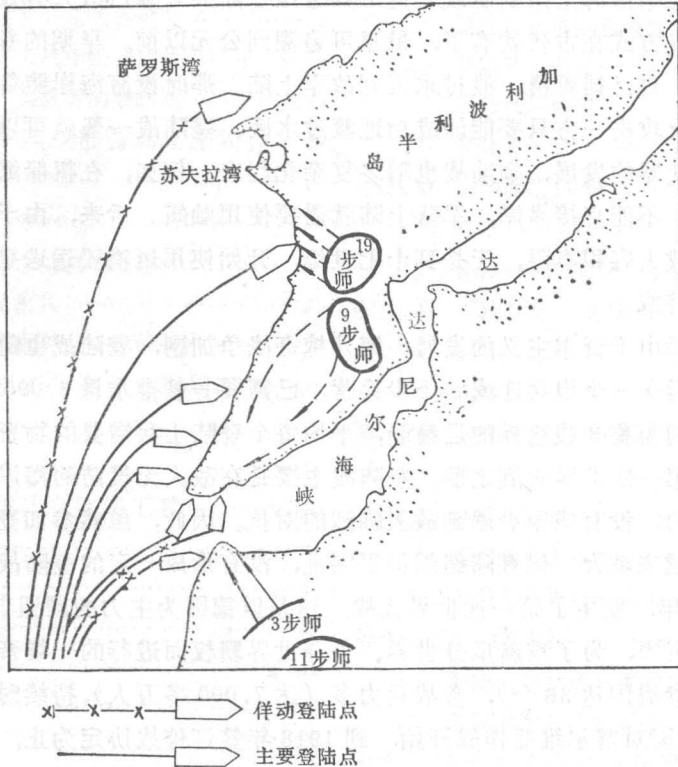 萨罗斯湾
苏夫拉湾
加利波利半岛
达达尼尔海峡
19
步
师
9
步
师
3步师
11步师
佯动登陆点
主要登陆点